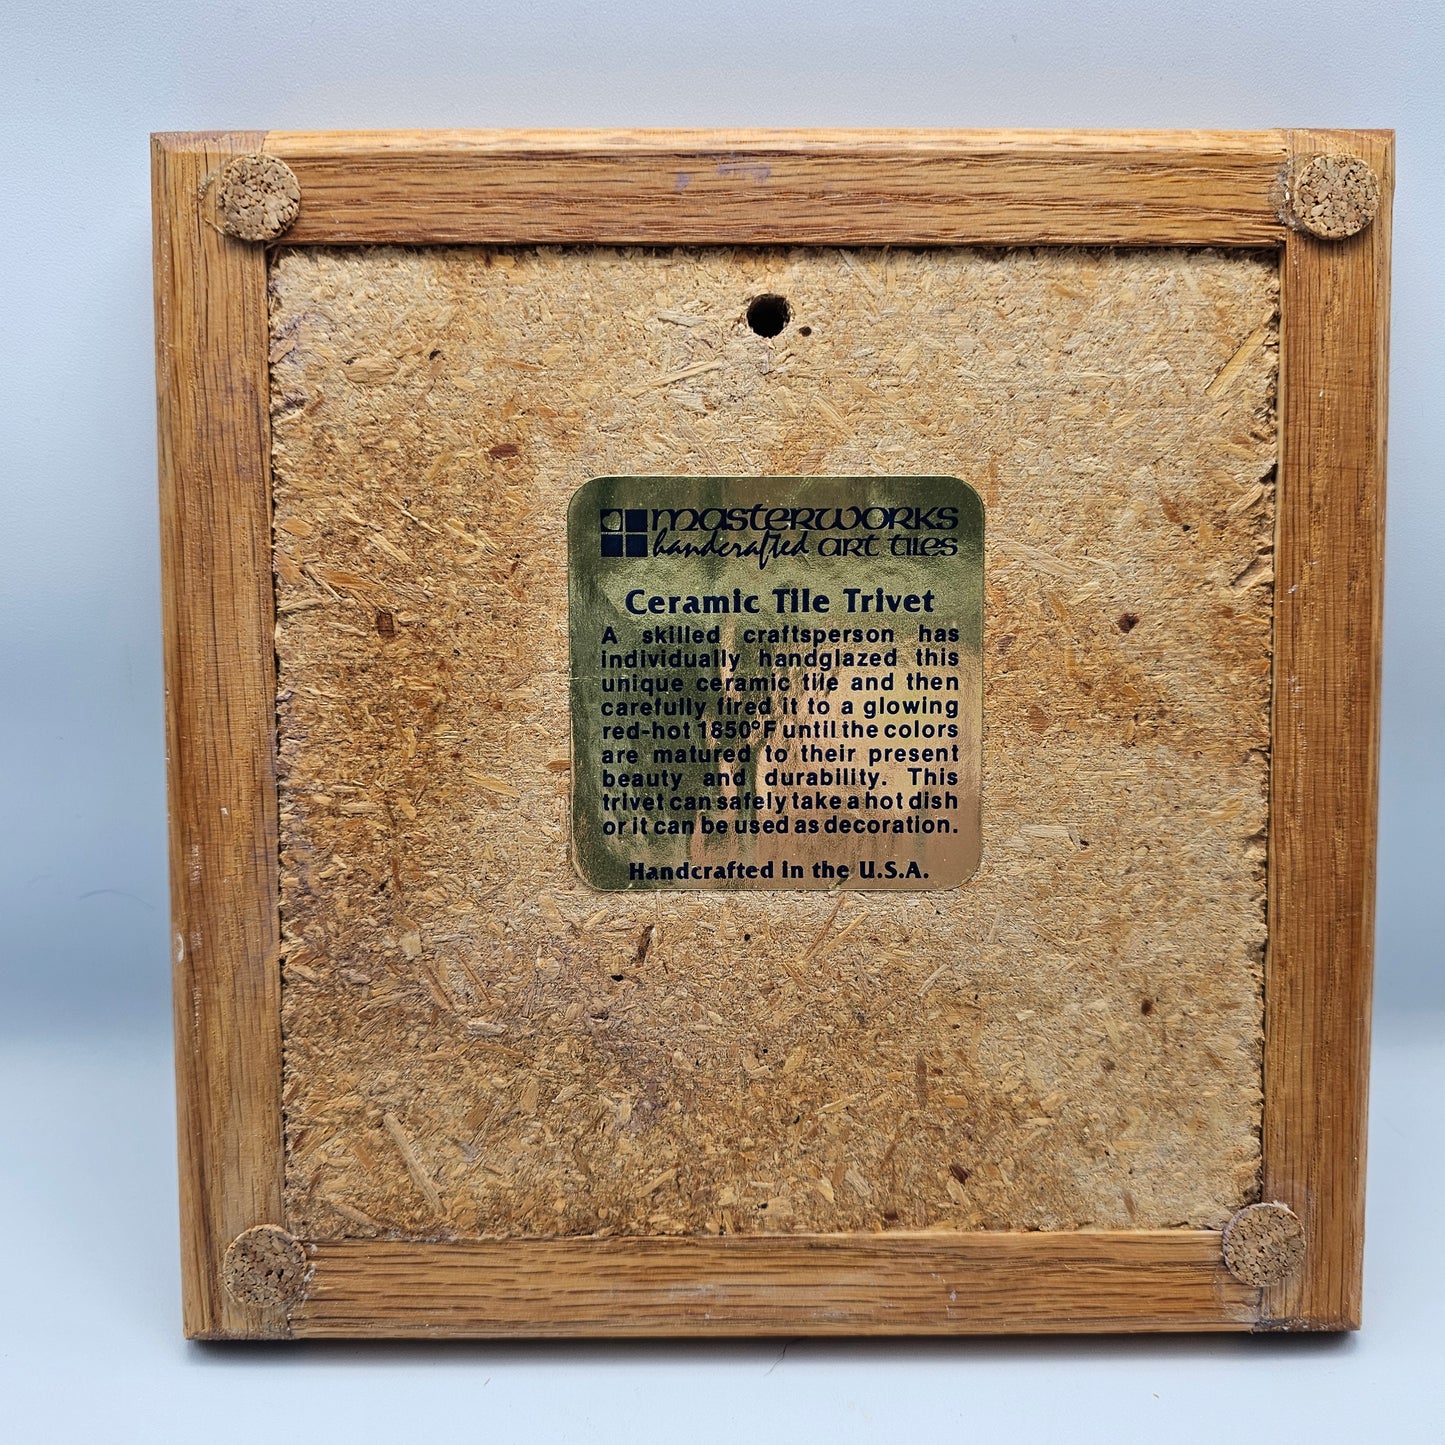 masterworks
handcrafted ART TILES
Ceramic Tile Trivet
A skilled craftsperson has
individually handglazed this
unique ceramic tile and then
carefully fired it to a glowing
red-hot 1850°F until the colors
are matured to their present
beauty and durability. This
trivet can safely take a hot dish
or it can be used as decoration.
Handcrafted in the U.S.A.